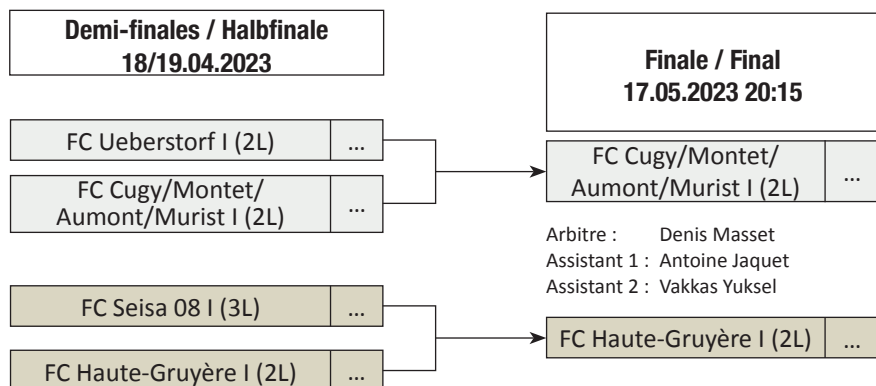 Demi-finales / Halbfinale
18/19.04.2023
FC Ueberstorf I (2L) ...
FC Cugy/Montet/
Aumont/Murist I (2L) ...
FC Seisa 08 I (3L) ...
FC Haute-Gruyère I (2L) ...
Finale / Final
17.05.2023 20:15
FC Cugy/Montet/
Aumont/Murist I (2L) ...
Arbitre : Denis Masset
Assistant 1 : Antoine Jaquet
Assistant 2 : Vakkas Yuksel
FC Haute-Gruyère I (2L) ...